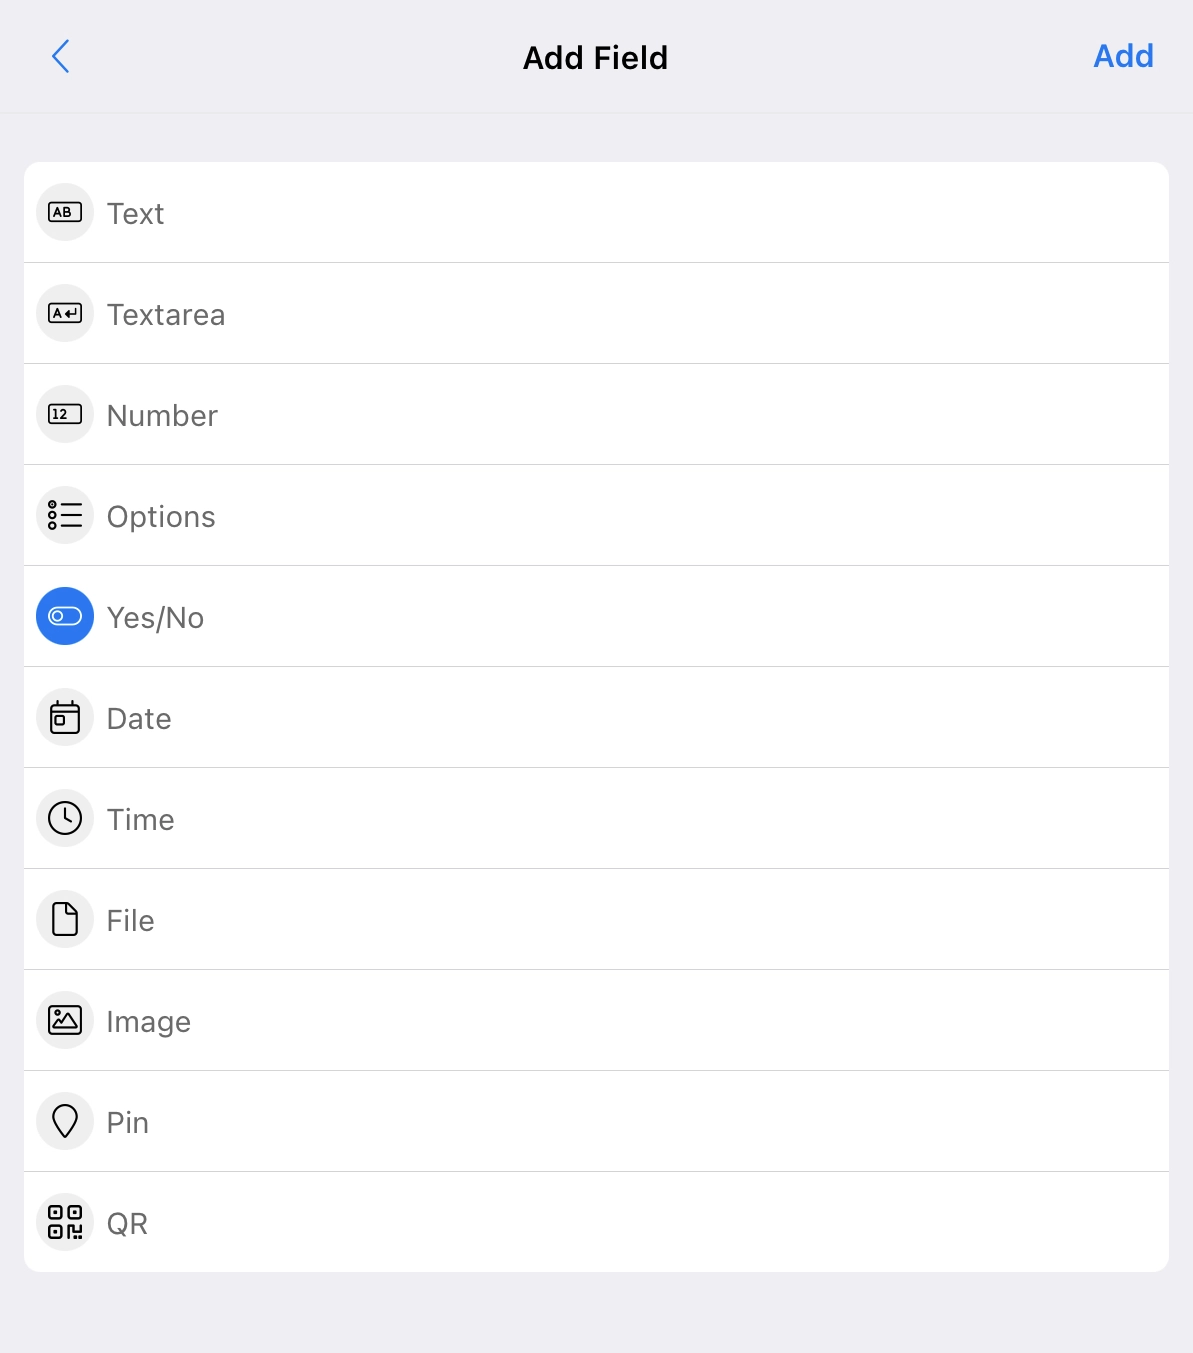 Add Field
Add
AB Text
A Textarea
12 Number
Options
Yes/No
Date
Time
File
Image
Pin
QR